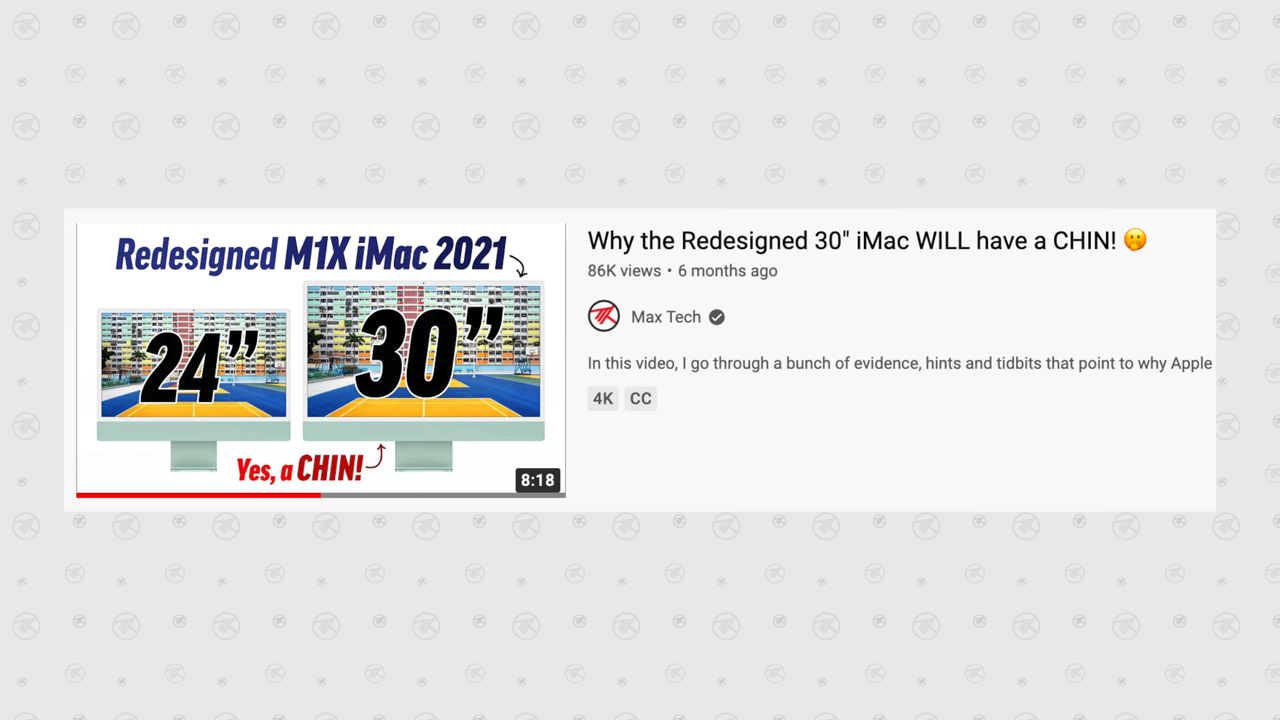 Redesigned M1X iMac 2021
24”
30”
Yes, a CHIN!
8:18
Why the Redesigned 30" iMac WILL have a CHIN! 🤭
86K views • 6 months ago
Max Tech
In this video, I go through a bunch of evidence, hints and tidbits that point to why Apple
4K CC